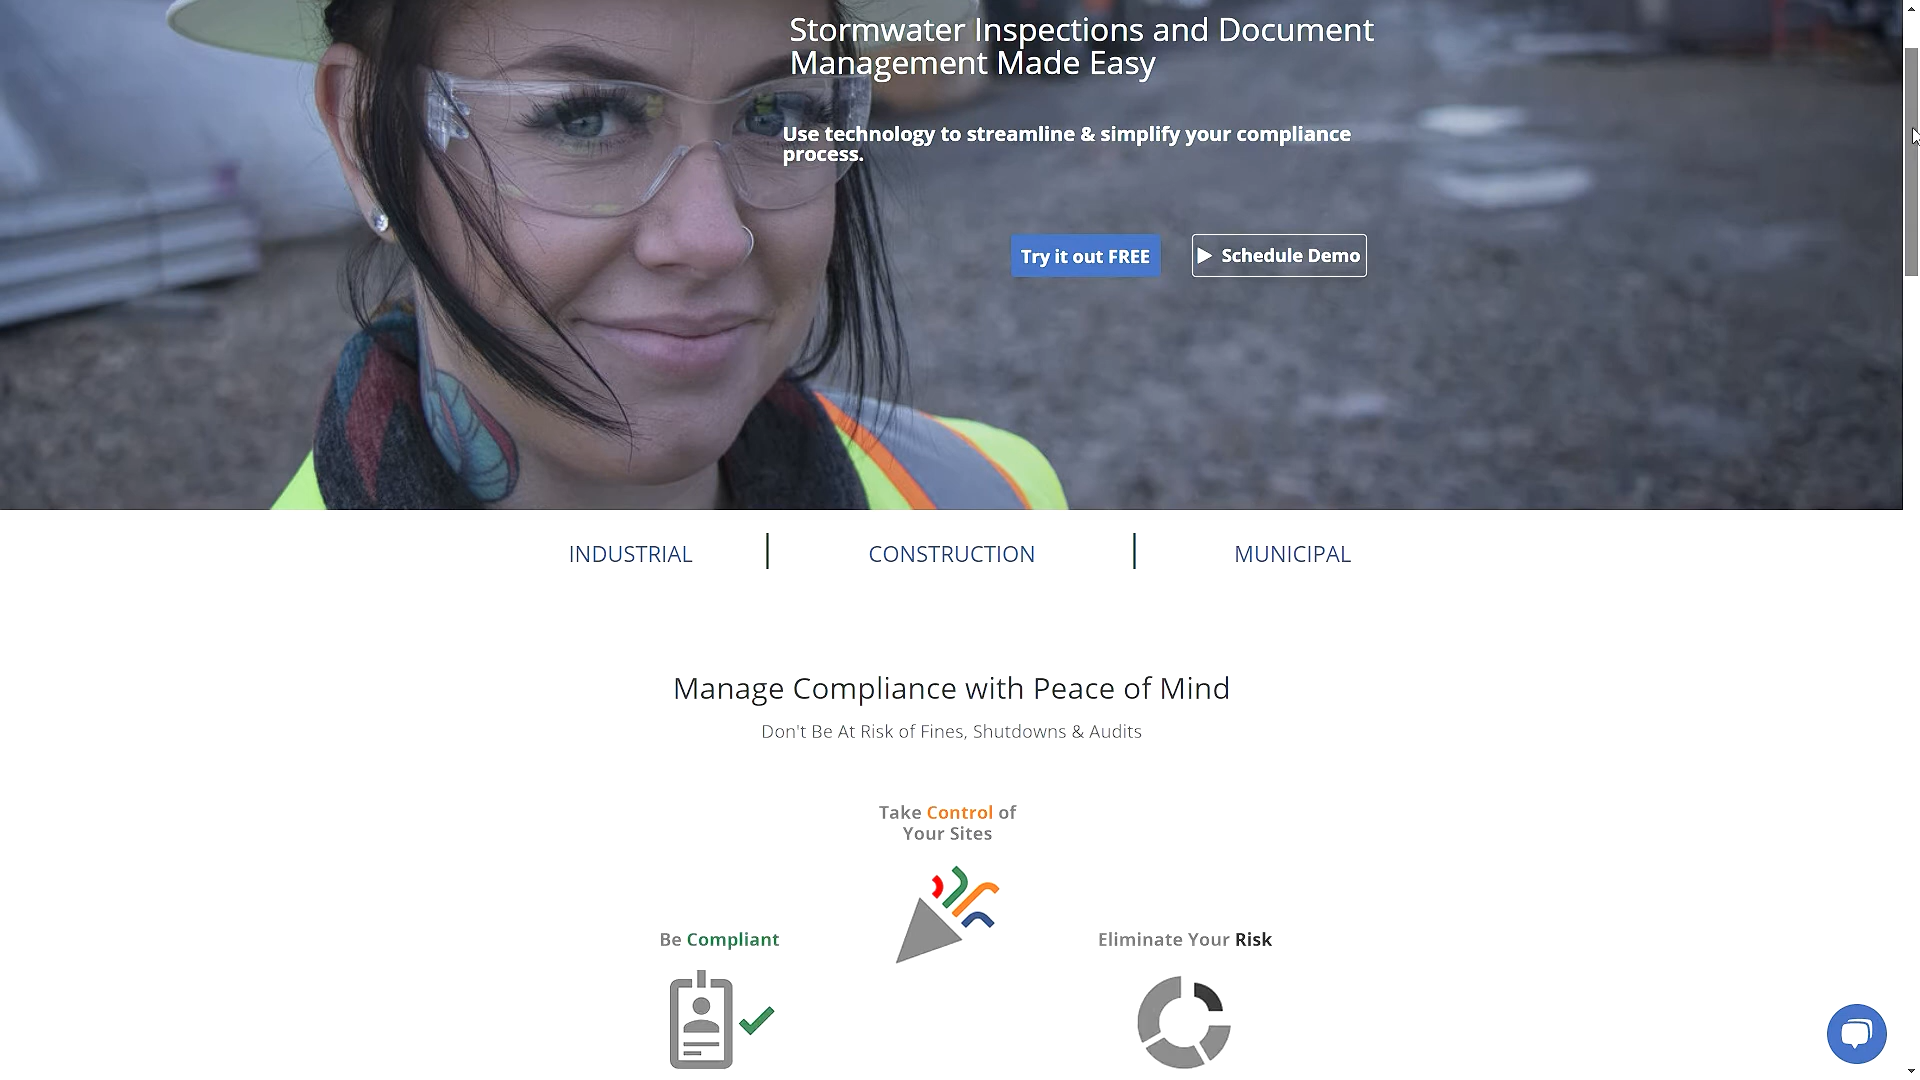 Stormwater Inspections and Document
Management Made Easy
Use technology to streamline & simplify your compliance
process.
Try it out FREE
Schedule Demo
INDUSTRIAL
CONSTRUCTION
MUNICIPAL
Manage Compliance with Peace of Mind
Don't Be At Risk of Fines, Shutdowns & Audits
Take Control of
Your Sites
Be Compliant
Eliminate Your Risk